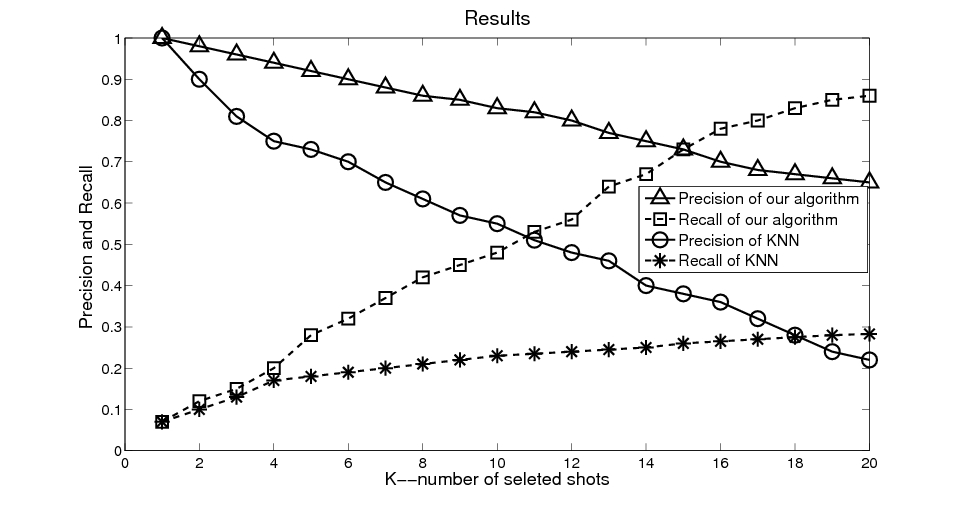 Results
1
0.9
0.8
0.7
0.6
0.5
0.4
0.3
0.2
0.1
0
Precision and Recall
Precision of our algorithm
Recall of our algorithm
Precision of KNN
Recall of KNN
0 2 4 6 8 10 12 14 16 18 20
K--number of seleted shots